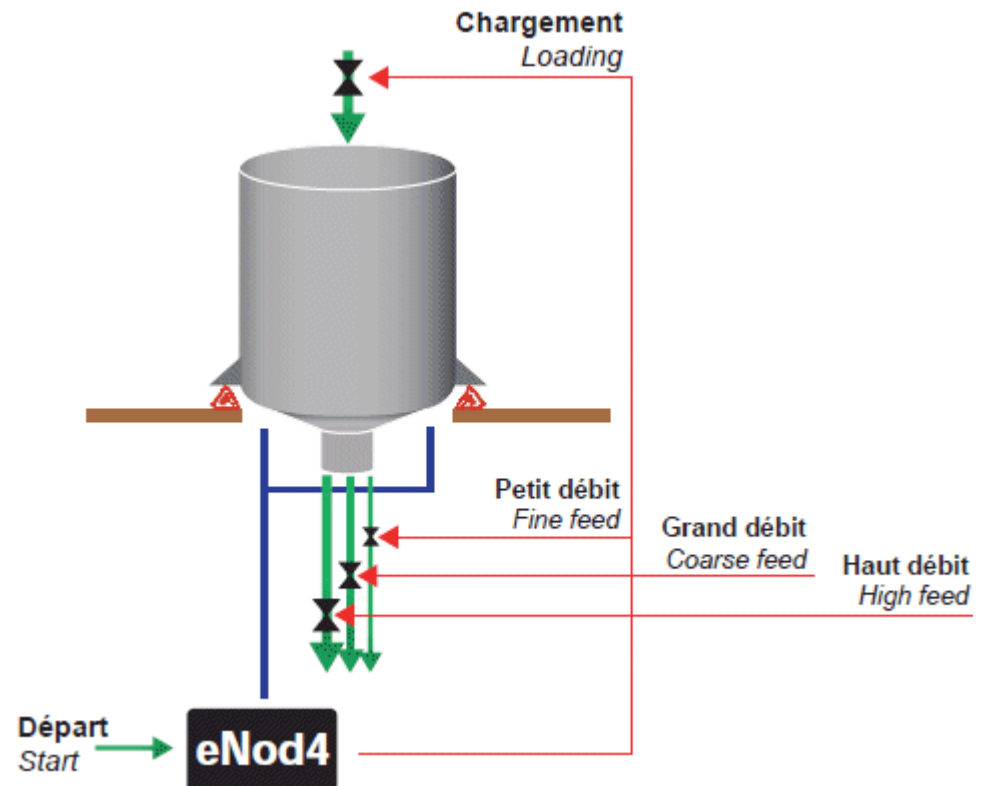 Chargement
Loading
Petit débit
Fine feed
Grand débit
Coarse feed
Haut débit
High feed
Départ
Start
eNod4